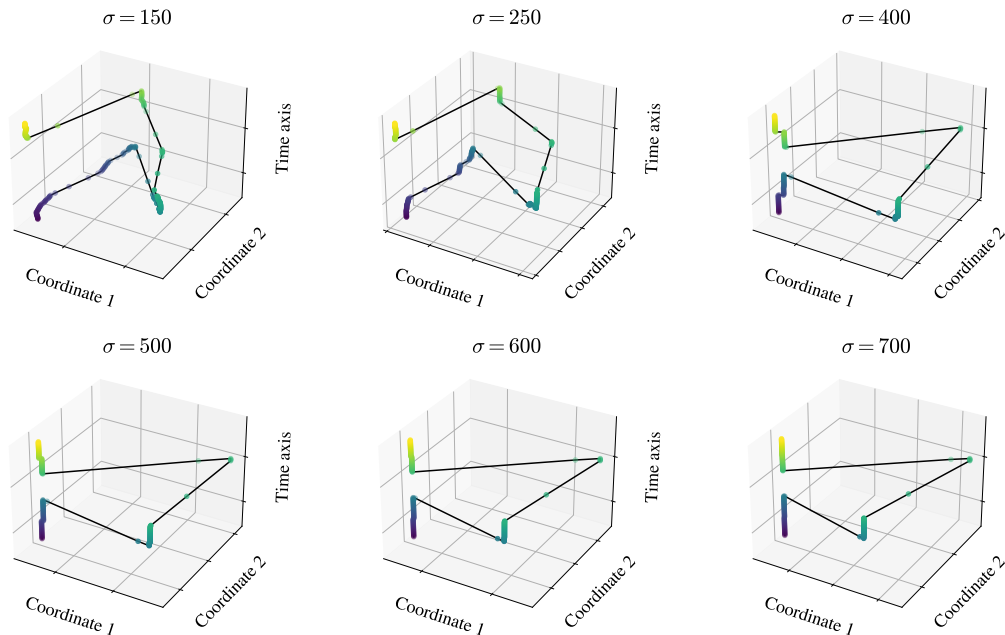 σ = 150
σ = 250
σ = 400
Time axis
Time axis
Coordinate 1
Coordinate 2
Coordinate 1
Coordinate 2
Coordinate 1
Coordinate 2
σ = 500
σ = 600
σ = 700
Time axis
Time axis
Coordinate 1
Coordinate 2
Coordinate 1
Coordinate 2
Coordinate 1
Coordinate 2